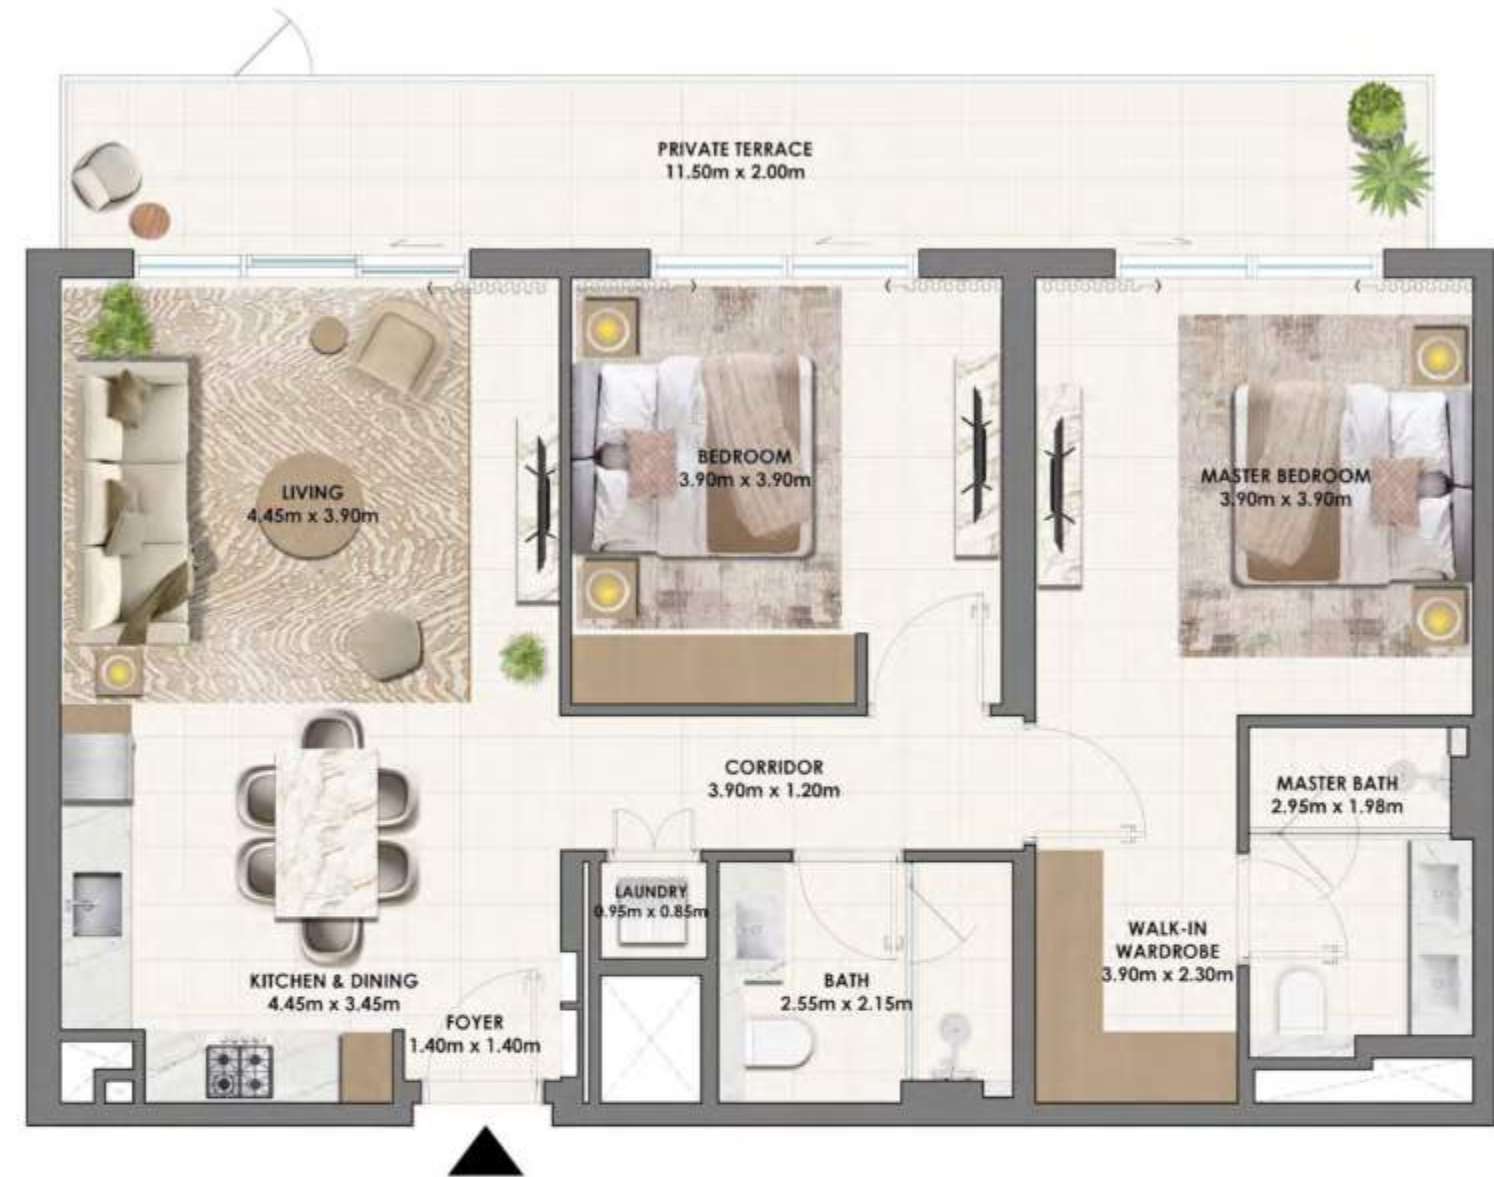 PRIVATE TERRACE
11.50m x 2.00m
LIVING
4.45m x 3.90m
BEDROOM
3.90m x 3.90m
MASTER BEDROOM
3.90m x 3.90m
CORRIDOR
3.90m x 1.20m
MASTER BATH
2.95m x 1.98m
LAUNDRY
0.95m x 0.85m
WALK-IN
WARDROBE
3.90m x 2.30m
KITCHEN & DINING
4.45m x 3.45m
BATH
2.55m x 2.15m
FOYER
1.40m x 1.40m